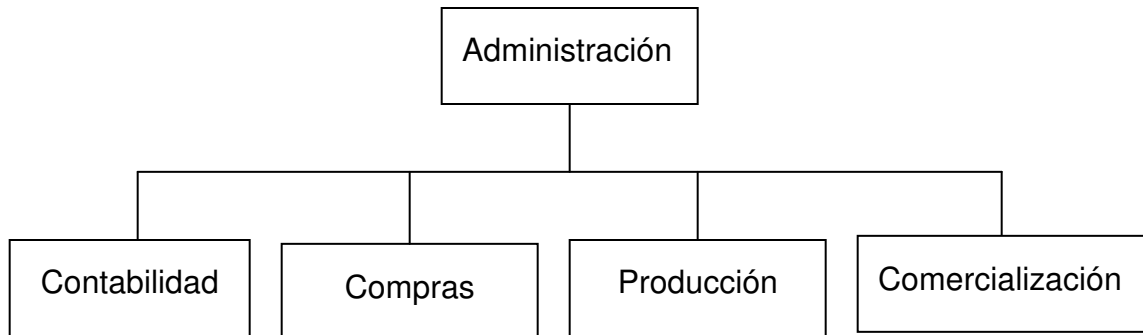 Administración
Contabilidad
Compras
Producción
Comercialización